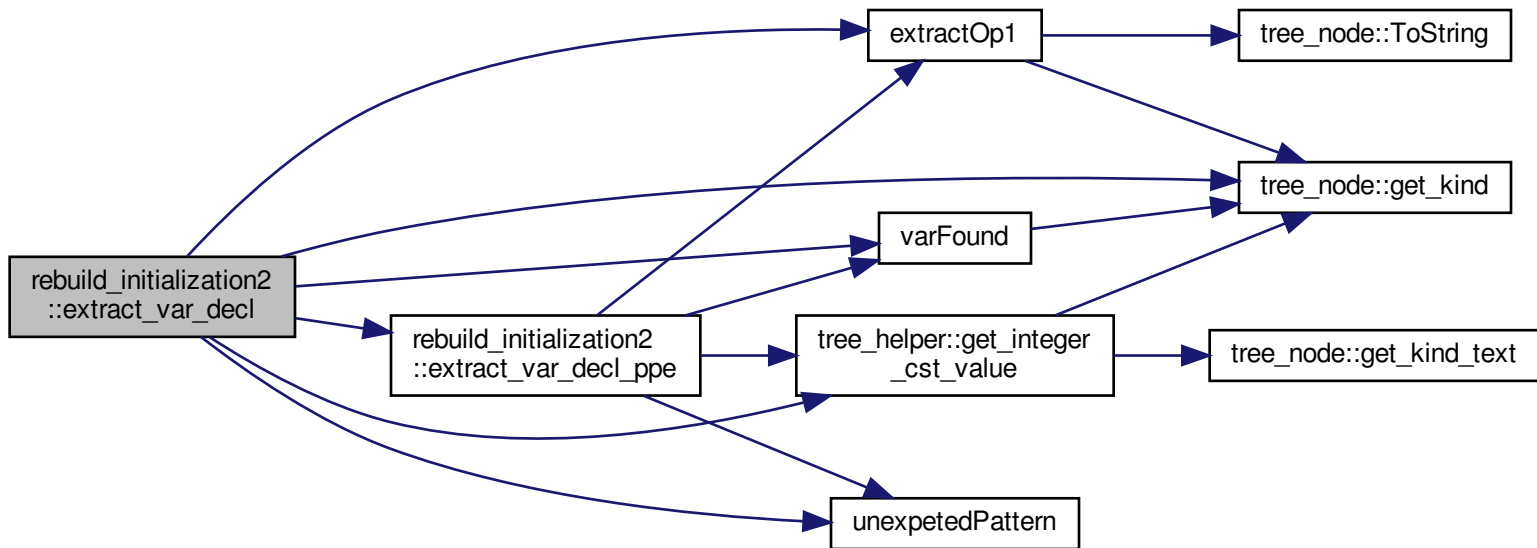 extractOp1
tree_node::ToString
tree_node::get_kind
varFound
rebuild_initialization2
::extract_var_decl
rebuild_initialization2
::extract_var_decl_ppe
tree_helper::get_integer
_cst_value
tree_node::get_kind_text
unexpetedPattern